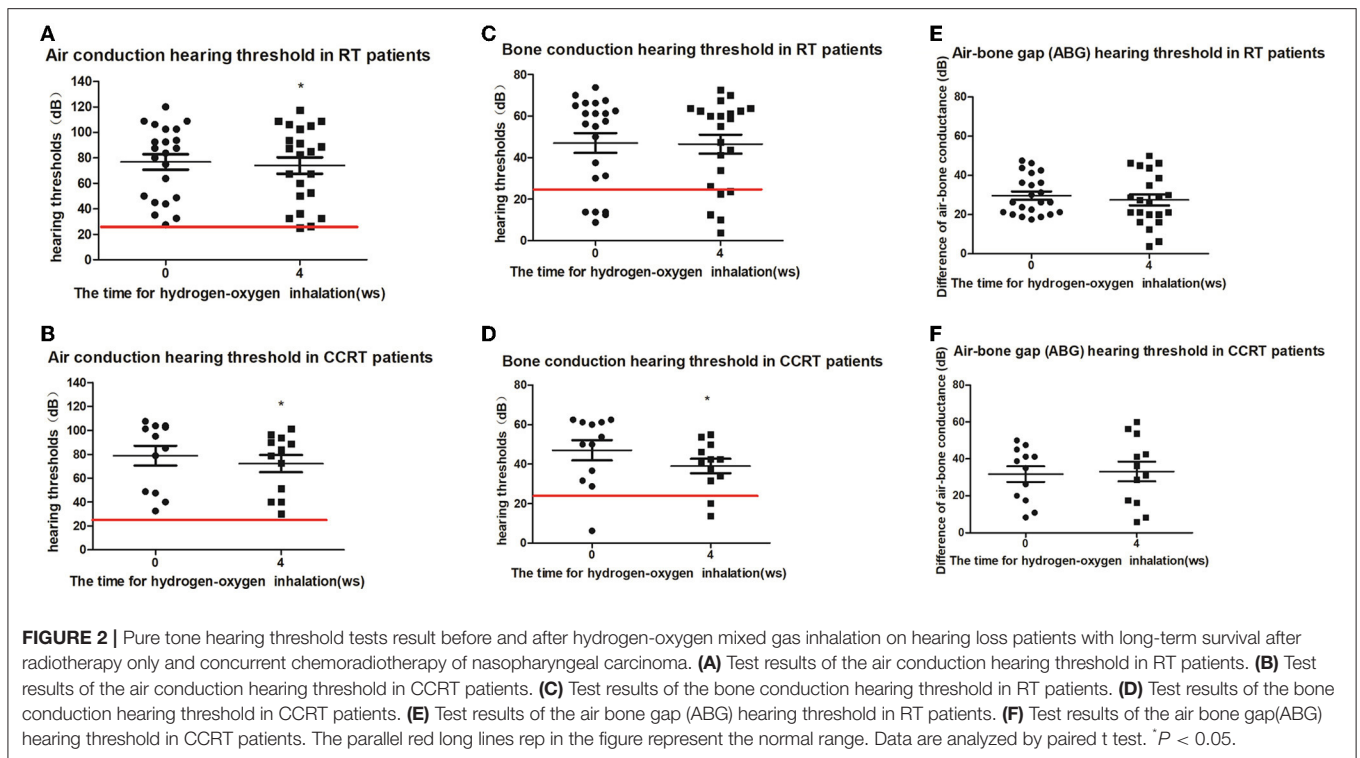 A
Air conduction hearing threshold in RT patients
hearing thresholds（dB）
140
120
100
80
60
40
20
0
*
0 4
The time for hydrogen-oxygen inhalation(ws)
C
Bone conduction hearing threshold in RT patients
hearing thresholds（dB）
80
60
40
20
0
0 4
The time for hydrogen-oxygen inhalation(ws)
E
Air-bone gap (ABG) hearing threshold in RT patients
Difference of air-bone conductance (dB)
80
60
40
20
0
0 4
The time for hydrogen-oxygen inhalation(ws)
B
Air conduction hearing threshold in CCRT patients
hearing thresholds（dB）
140
120
100
80
60
40
20
0
*
0 4
The time for hydrogen-oxygen inhalation(ws)
D
Bone conduction hearing threshold in CCRT patients
hearing thresholds（dB）
80
60
40
20
0
*
0 4
The time for hydrogen-oxygen inhalation(ws)
F
Air-bone gap (ABG) hearing threshold in CCRT patients
Difference of air-bone conductance (dB)
80
60
40
20
0
0 4
The time for hydrogen-oxygen inhalation(ws)
FIGURE 2 | Pure tone hearing threshold tests result before and after hydrogen-oxygen mixed gas inhalation on hearing loss patients with long-term survival after
radiotherapy only and concurrent chemoradiotherapy of nasopharyngeal carcinoma. (A) Test results of the air conduction hearing threshold in RT patients. (B) Test
results of the air conduction hearing threshold in CCRT patients. (C) Test results of the bone conduction hearing threshold in RT patients. (D) Test results of the bone
conduction hearing threshold in CCRT patients. (E) Test results of the air bone gap (ABG) hearing threshold in RT patients. (F) Test results of the air bone gap(ABG)
hearing threshold in CCRT patients. The parallel red long lines rep in the figure represent the normal range. Data are analyzed by paired t test. *P < 0.05.